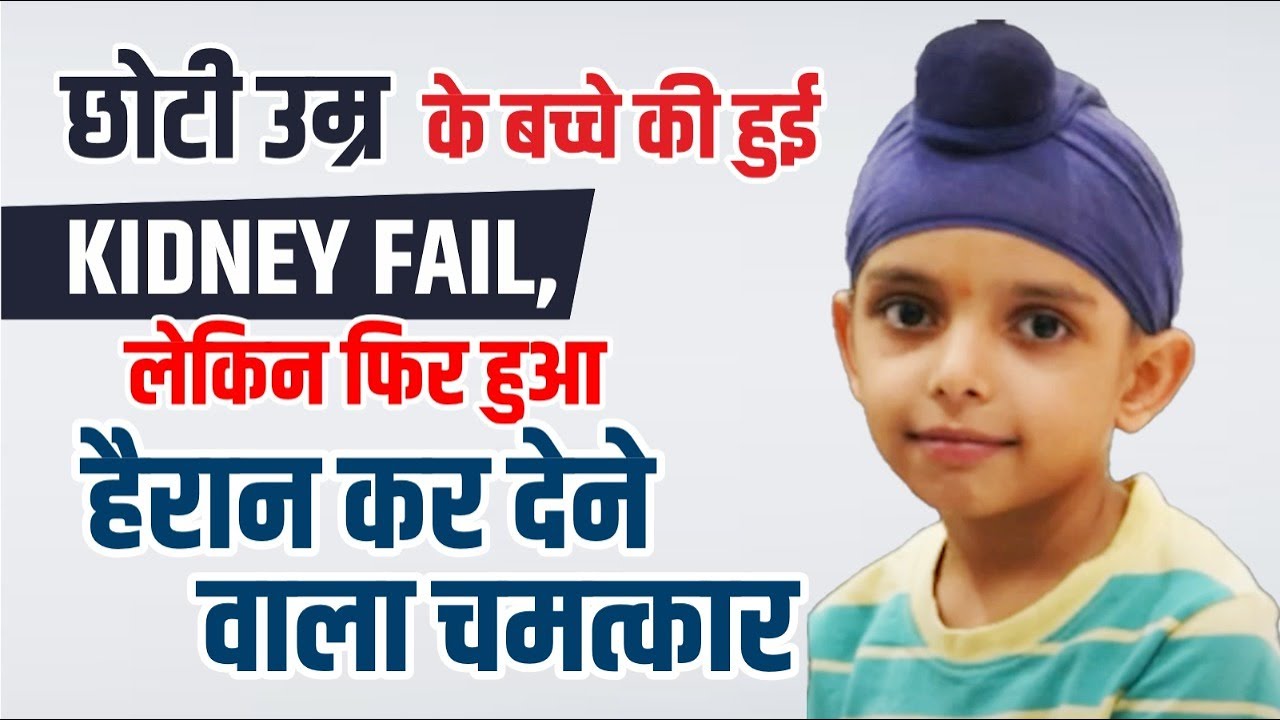 छोटी उम्र के बच्चे की हुई
KIDNEY FAIL,
लेकिन फिर हुआ
हैरान कर देने
वाला चमत्कार